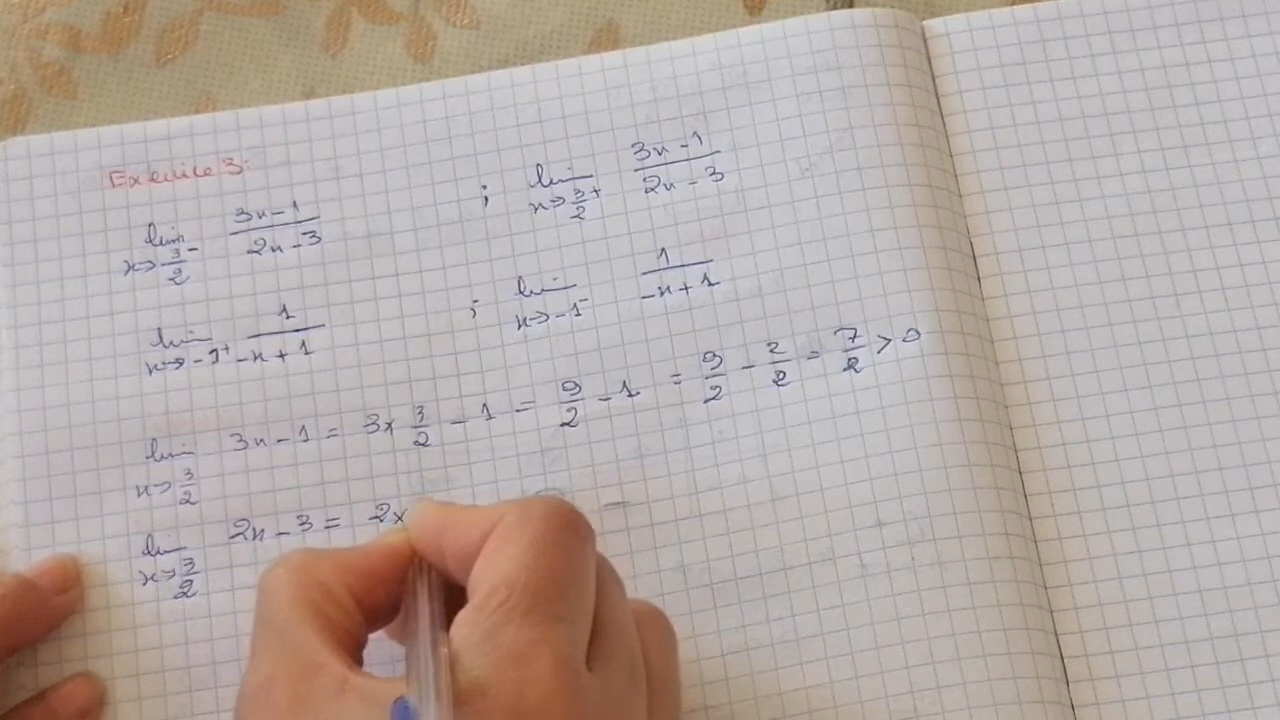 Exercice 3:
lim x→3/2⁻ (3x-1)/(2x-3) ; lim x→3/2⁺ (3x-1)/(2x-3)
lim x→-1⁺ 1/(-x+1) ; lim x→-1⁻ 1/(-x+1)
lim x→3/2 3x-1 = 3×3/2 - 1 = 9/2 - 1 = 9/2 - 2/2 = 7/2 > 0
lim x→3/2 2x-3 = 2×